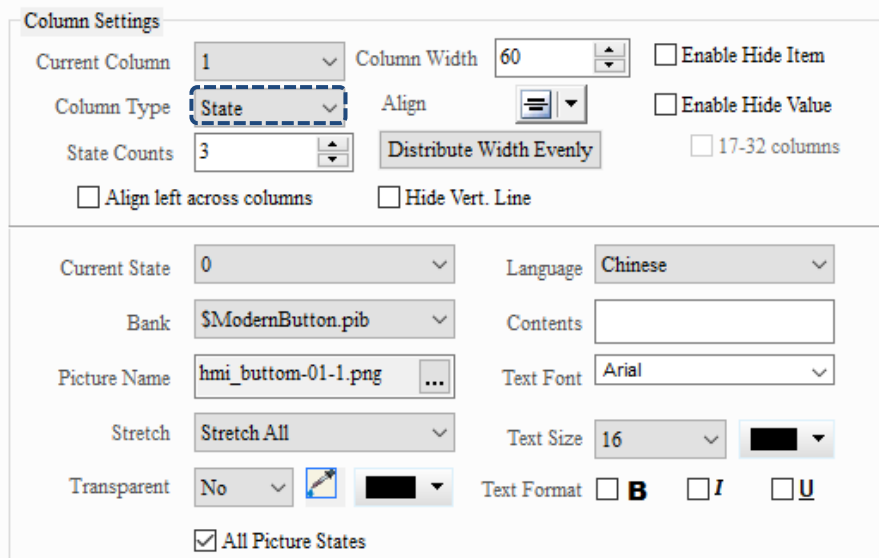 Column Settings
Current Column 1 Column Width 60 Enable Hide Item
Column Type State Align Enable Hide Value
State Counts 3 Distribute Width Evenly 17-32 columns
Align left across columns Hide Vert. Line
Current State 0 Language Chinese
Bank $ModernButton.pib Contents
Picture Name hmi_buttom-01-1.png ... Text Font Arial
Stretch Stretch All Text Size 16
Transparent No Text Format B I U
All Picture States